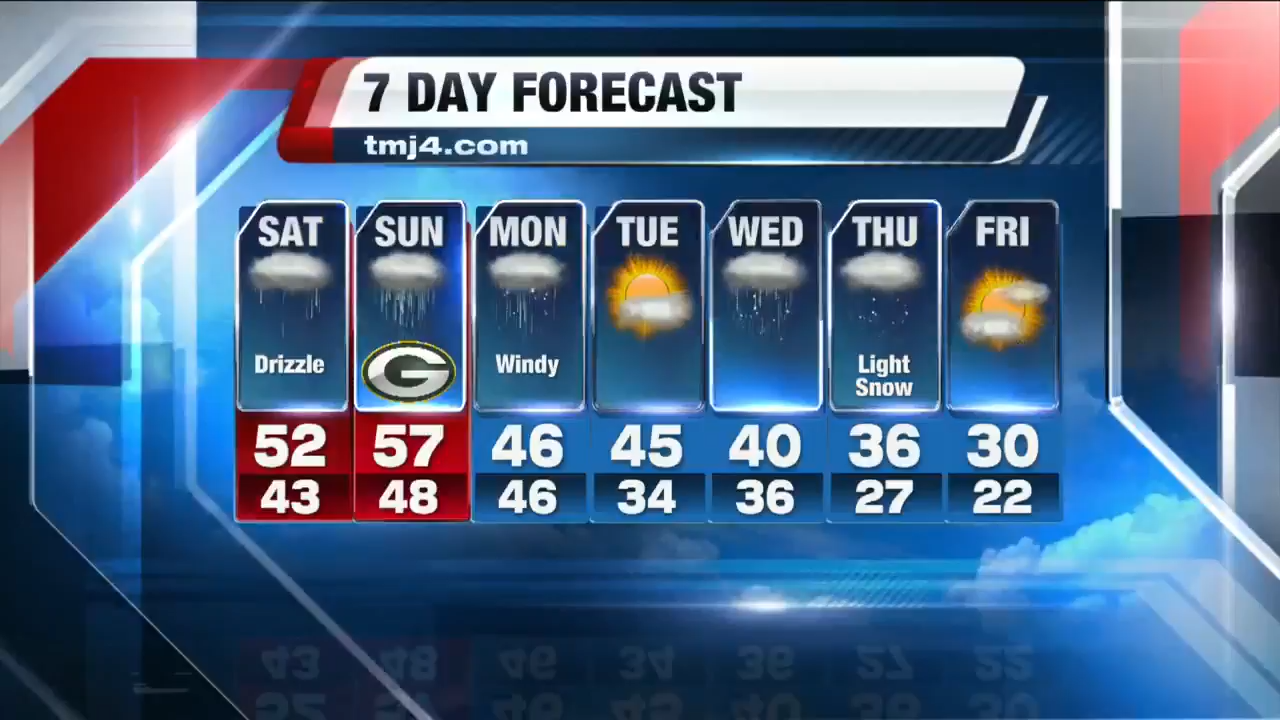 7 DAY FORECAST
tmj4.com
SAT SUN MON TUE WED THU FRI
Drizzle G Windy Light Snow
52 57 46 45 40 36 30
43 48 46 34 36 27 22